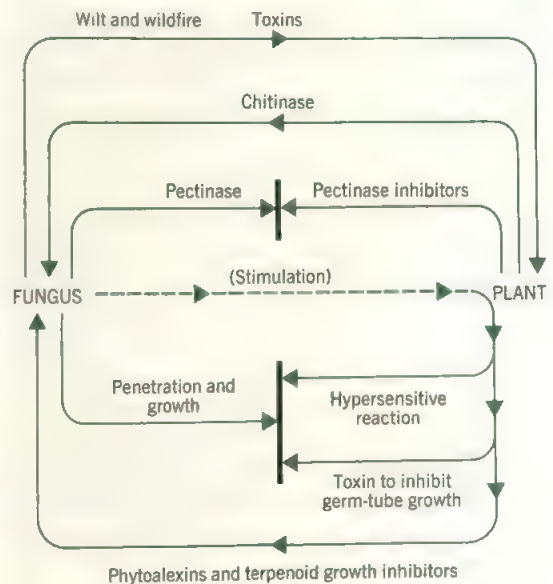 Wilt and wildfire Toxins
Chitinase
Pectinase Pectinase inhibitors
(Stimulation)
FUNGUS PLANT
Penetration and
growth
Hypersensitive
reaction
Toxin to inhibit
germ-tube growth
Phytoalexins and terpenoid growth inhibitors